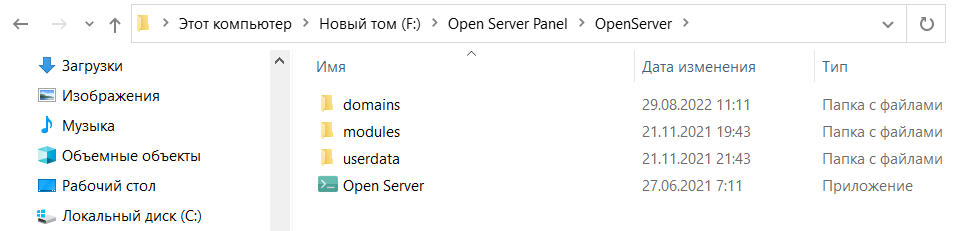 Этот компьютер > Новый том (F:) > Open Server Panel > OpenServer >
Загрузки
Изображения
Музыка
Объемные объекты
Рабочий стол
Локальный диск (C:)
Имя Дата изменения Тип
domains 29.08.2022 11:11 Папка с файлами
modules 21.11.2021 19:43 Папка с файлами
userdata 21.11.2021 21:43 Папка с файлами
Open Server 27.06.2021 7:11 Приложение